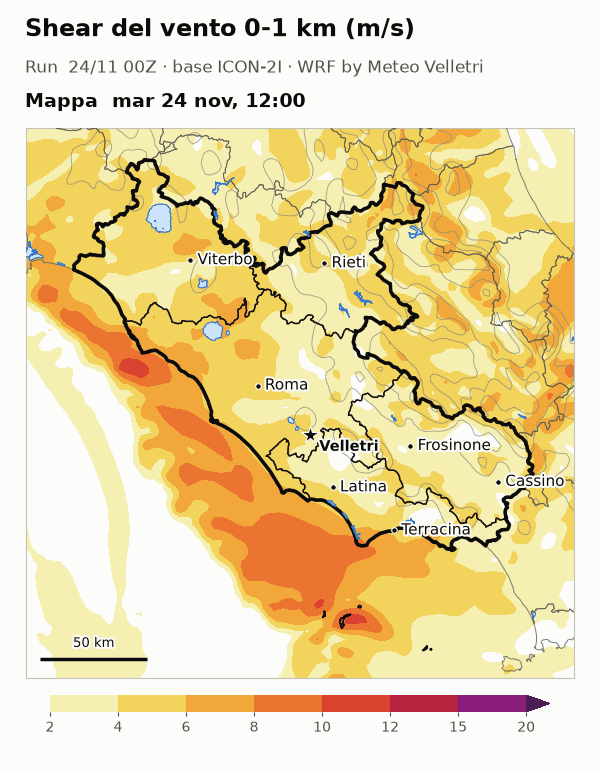 Shear del vento 0-1 km (m/s)
Run  24/11 00Z · base ICON-2I · WRF by Meteo Velletri
Mappa  mar 24 nov, 12:00
Viterbo
Rieti
Roma
Velletri
Frosinone
Latina
Cassino
Terracina
50 km
2 4 6 8 10 12 15 20